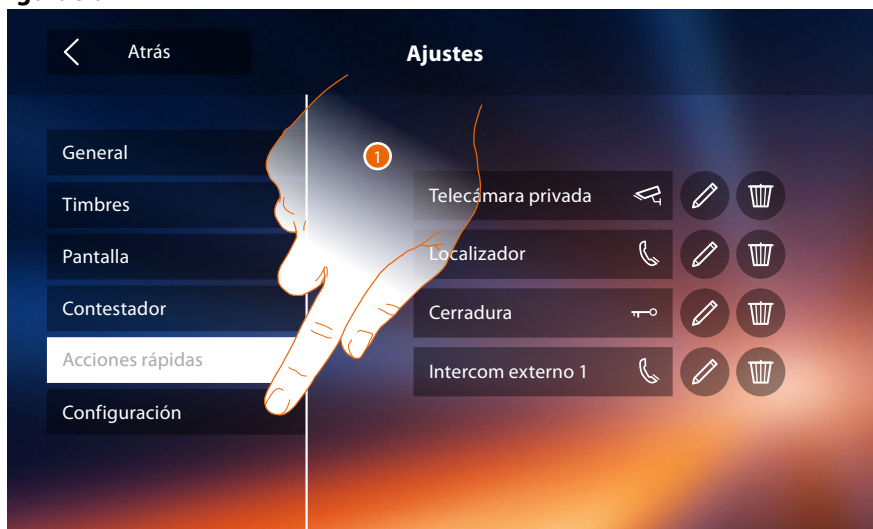 Atrás
Ajustes
General
Timbres
Pantalla
Contestador
Acciones rápidas
Configuración
1
Telecámara privada
Localizador
Cerradura
Intercom externo 1